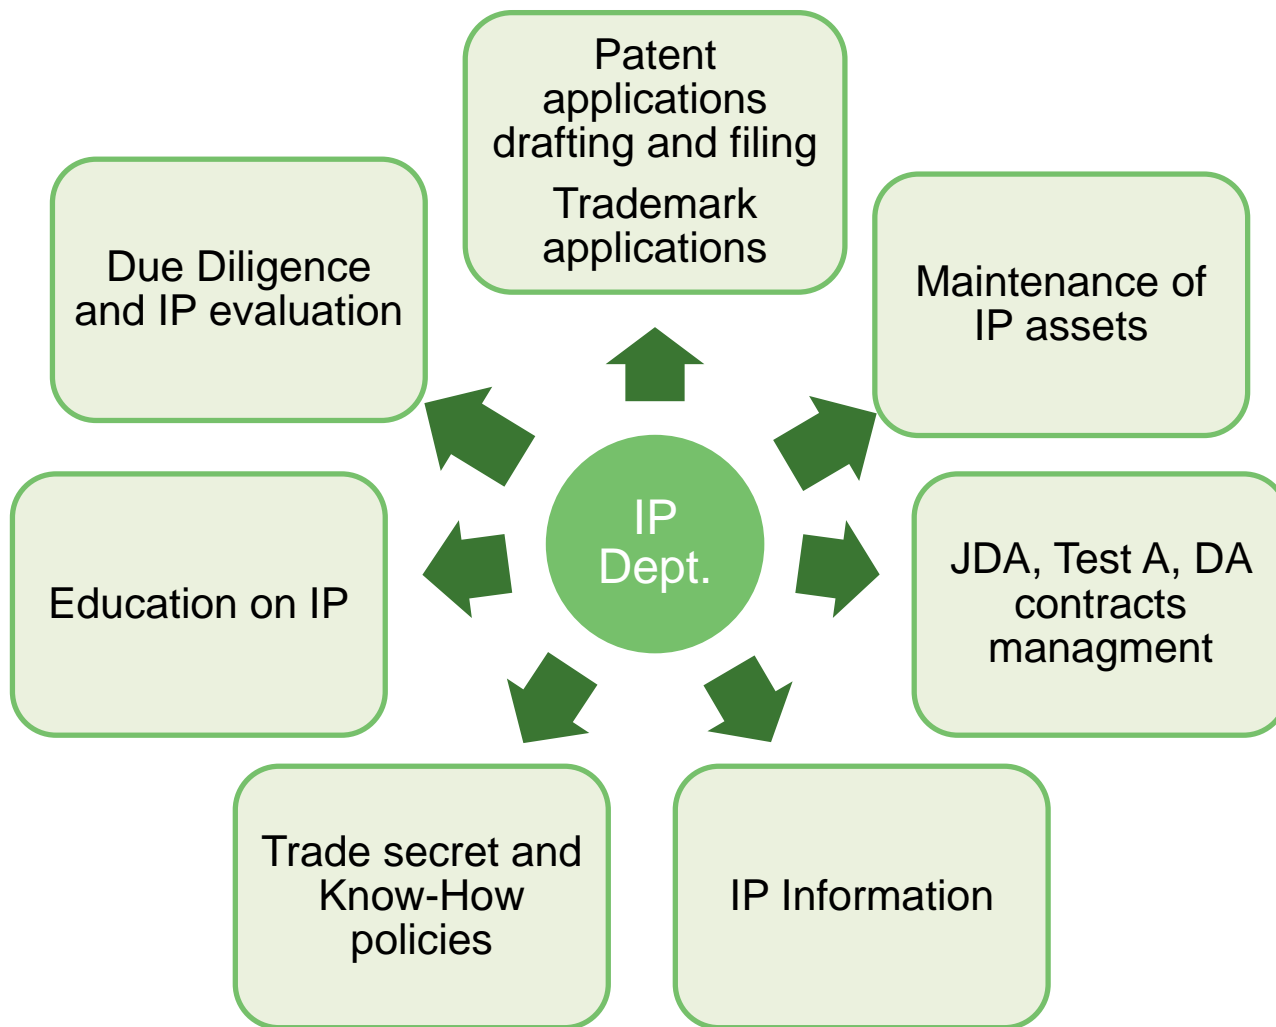 Patent
applications
drafting and filing
Trademark
applications
Due Diligence
and IP evaluation
Maintenance of
IP assets
IP
Dept.
Education on IP
JDA, Test A, DA
contracts
managment
Trade secret and
Know-How
policies
IP Information